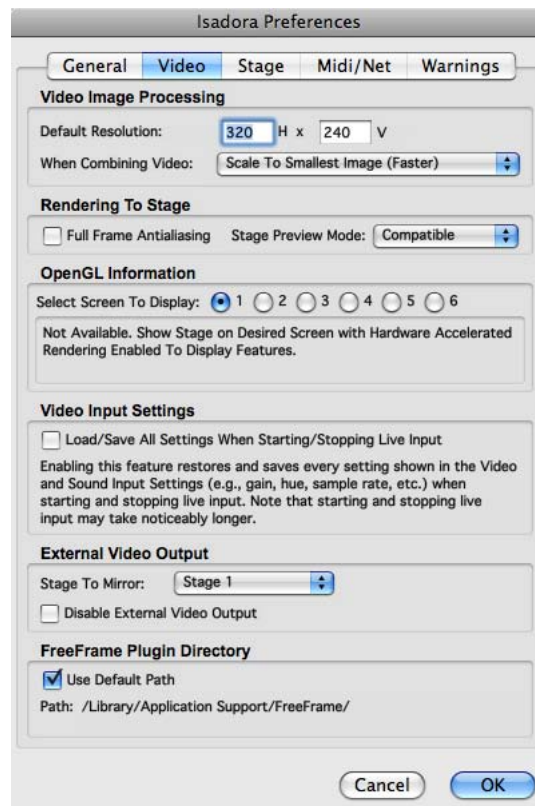 Isadora Preferences
General Video Stage Midi/Net Warnings
Video Image Processing
Default Resolution: 320 H x 240 V
When Combining Video: Scale To Smallest Image (Faster)
Rendering To Stage
Full Frame Antialiasing Stage Preview Mode: Compatible
OpenGL Information
Select Screen To Display: 1 2 3 4 5 6
Not Available. Show Stage on Desired Screen with Hardware Accelerated
Rendering Enabled To Display Features.
Video Input Settings
Load/Save All Settings When Starting/Stopping Live Input
Enabling this feature restores and saves every setting shown in the Video
and Sound Input Settings (e.g., gain, hue, sample rate, etc.) when
starting and stopping live input. Note that starting and stopping live
input may take noticeably longer.
External Video Output
Stage To Mirror: Stage 1
Disable External Video Output
FreeFrame Plugin Directory
Use Default Path
Path: /Library/Application Support/FreeFrame/
Cancel OK